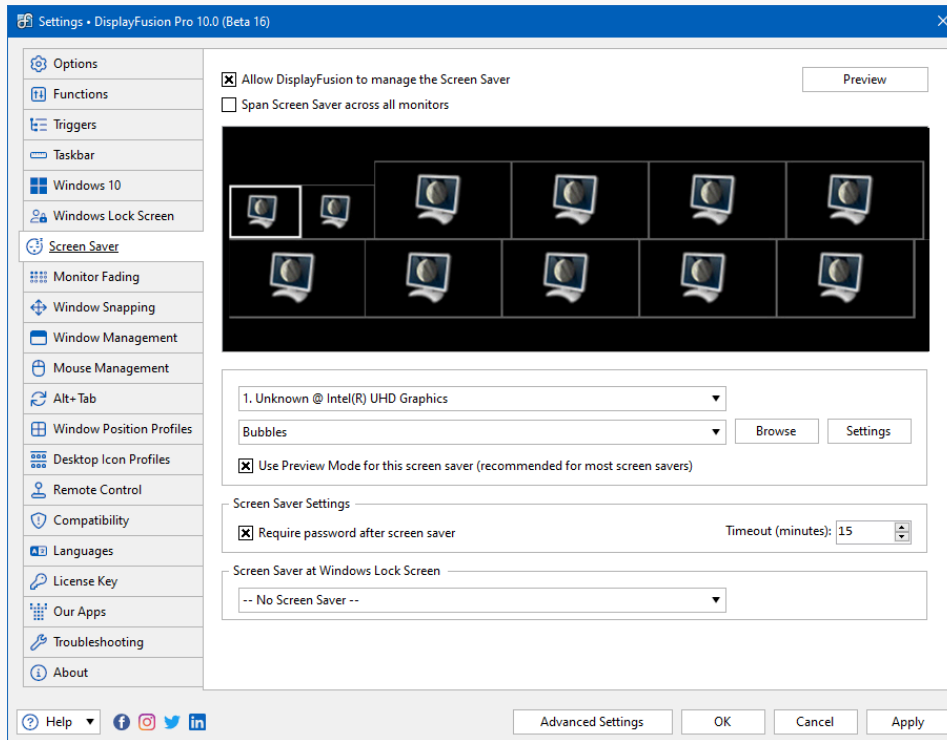 Settings • DisplayFusion Pro 10.0 (Beta 16)
Options
Functions
Triggers
Taskbar
Windows 10
Windows Lock Screen
Screen Saver
Monitor Fading
Window Snapping
Window Management
Mouse Management
Alt+Tab
Window Position Profiles
Desktop Icon Profiles
Remote Control
Compatibility
Languages
License Key
Our Apps
Troubleshooting
About
Allow DisplayFusion to manage the Screen Saver
Preview
Span Screen Saver across all monitors
1. Unknown @ Intel(R) UHD Graphics
Bubbles
Browse
Settings
Use Preview Mode for this screen saver (recommended for most screen savers)
Screen Saver Settings
Require password after screen saver
Timeout (minutes): 15
Screen Saver at Windows Lock Screen
-- No Screen Saver --
Help
Advanced Settings
OK
Cancel
Apply